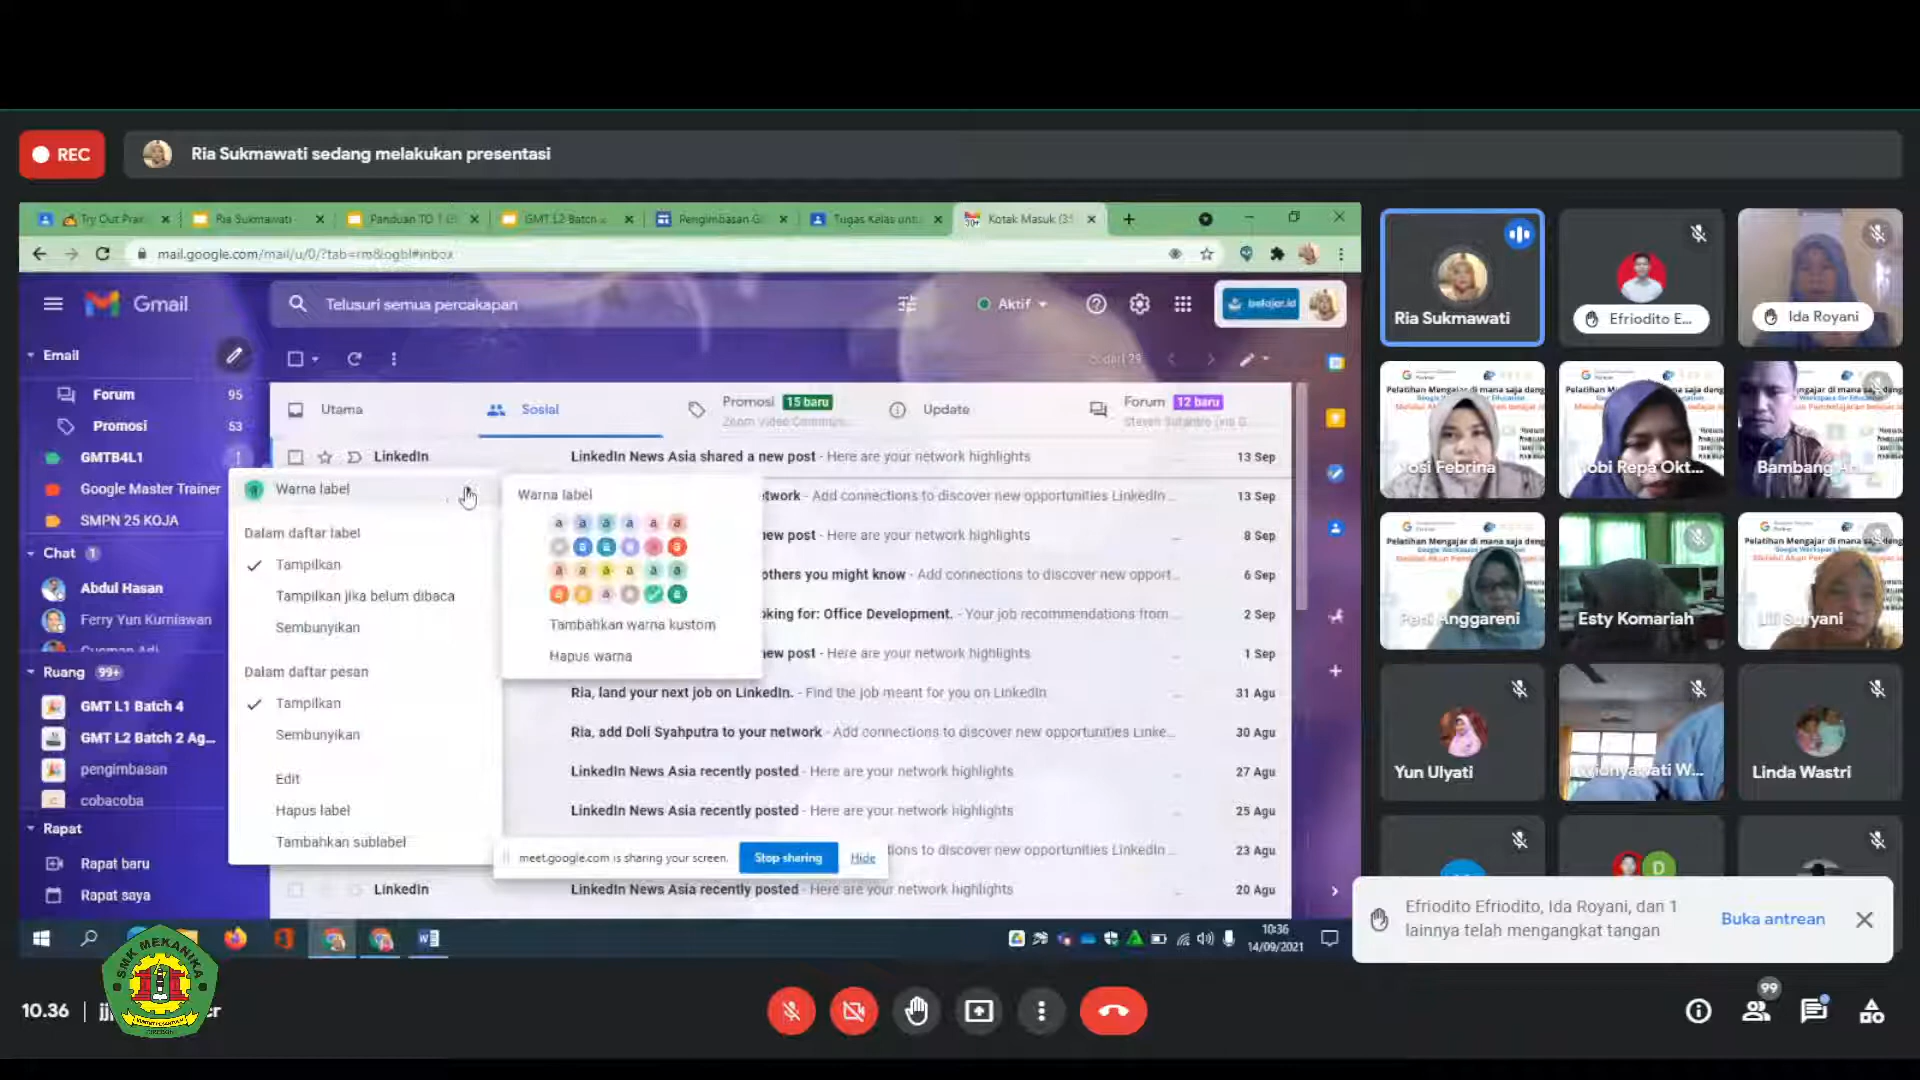 REC
Ria Sukmawati sedang melakukan presentasi
Ria Sukmawati
Panduan TO 1
GMT L2 Batch
Pengimbasan G
Tugas Kelas untu
Kotak Masuk (3
mail.google.com/mail/u/0/?tab=rm&ogbl#inbox
Gmail
Telusuri semua percakapan
Aktif
belajar.id
Email
Forum 95
Promosi 53
GMTB4L1
Google Master Trainer
SMPN 25 KOJA
Chat 1
Abdul Hasan
Ferry Yun Kurniawan
Ruang 99+
GMT L1 Batch 4
GMT L2 Batch 2 Ag...
pengimbasan
cobacoba
Rapat
Rapat baru
Rapat saya
dari 29
Utama
Sosial
Promosi 15 baru
Update
Forum 12 baru
LinkedIn LinkedIn News Asia shared a new post - Here are your network highlights 13 Sep
twork - Add connections to discover new opportunities LinkedIn ... 13 Sep
new post - Here are your network highlights 8 Sep
others you might know - Add connections to discover new opport... 6 Sep
king for: Office Development. - Your job recommendations from... 2 Sep
new post - Here are your network highlights 1 Sep
Ria, land your next job on LinkedIn. - Find the job meant for you on LinkedIn 31 Agu
Ria, add Doli Syahputra to your network - Add connections to discover new opportunities Linke... 30 Agu
LinkedIn News Asia recently posted - Here are your network highlights 27 Agu
LinkedIn News Asia recently posted - Here are your network highlights 25 Agu
ons to discover new opportunities LinkedIn ... 23 Agu
LinkedIn LinkedIn News Asia recently posted - Here are your network highlights 20 Agu
Warna label
Dalam daftar label
Tampilkan
Tampilkan jika belum dibaca
Sembunyikan
Dalam daftar pesan
Tampilkan
Sembunyikan
Edit
Hapus label
Tambahkan sublabel
Warna label
Tambahkan warna kustom
Hapus warna
meet.google.com is sharing your screen. Stop sharing Hide
10:36
14/09/2021
Ria Sukmawati
Efriodito E...
Ida Royani
Yosi Febrina
Bambang
Anggareni
Esty Komariah
Suryani
Yun Ulyati
Linda Wastri
D
Efriodito Efriodito, Ida Royani, dan 1
lainnya telah mengangkat tangan
Buka antrean
10.36
SMK MEKANIKA
99